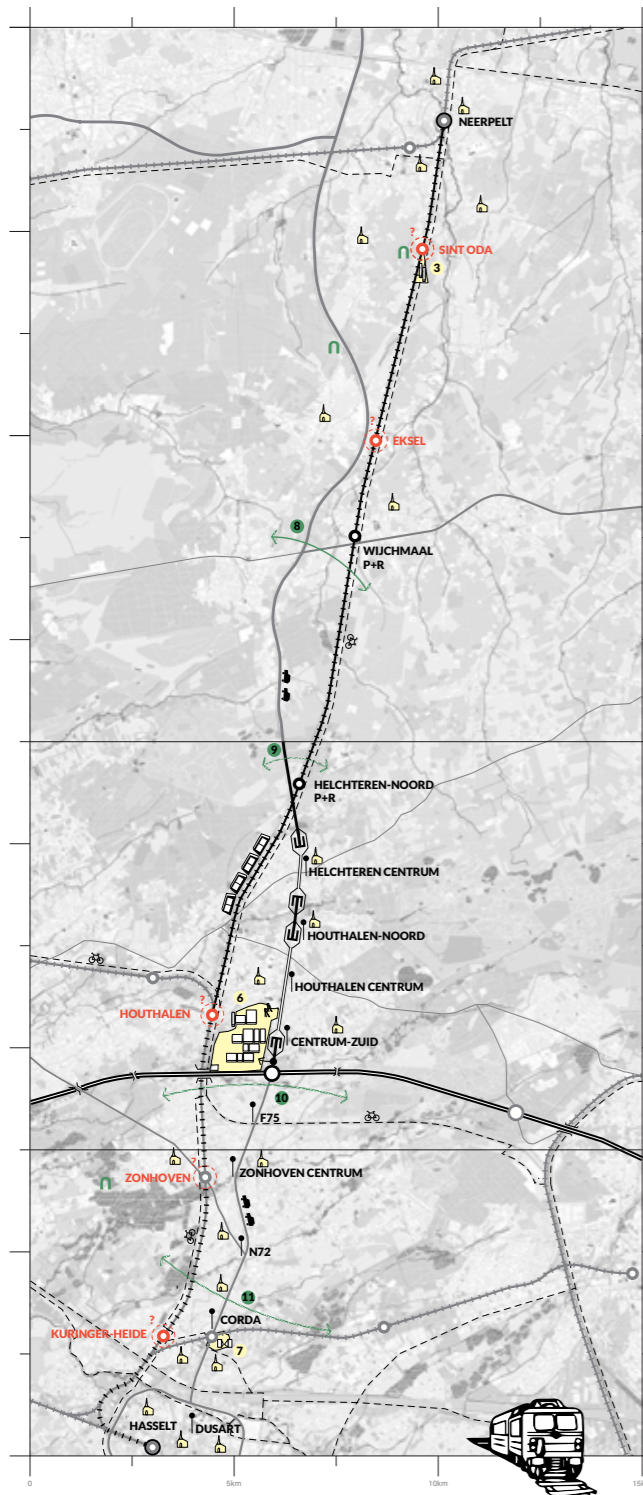 NEERPELT
?
SINT ODA
3
?
EKSEL
8
WIJCHMAAL
P+R
9
HELCHTEREN-NOORD
P+R
HELCHTEREN CENTRUM
HOUTHALEN-NOORD
HOUTHALEN CENTRUM
6
?
HOUTHALEN
CENTRUM-ZUID
10
F75
?
ZONHOVEN
ZONHOVEN CENTRUM
N72
11
CORDA
?
KURINGER-HEIDE
7
HASSELT
DUSART
0
5km
10km
15